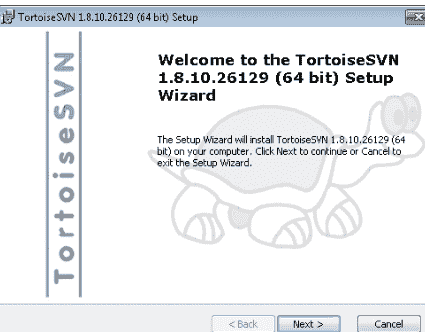 TortoiseSVN 1.8.10.26129 (64 bit) Setup
TortoiseSVN
Welcome to the TortoiseSVN
1.8.10.26129 (64 bit) Setup
Wizard
The Setup Wizard will install TortoiseSVN 1.8.10.26129 (64
bit) on your computer. Click Next to continue or Cancel to
exit the Setup Wizard.
< Back
Next >
Cancel